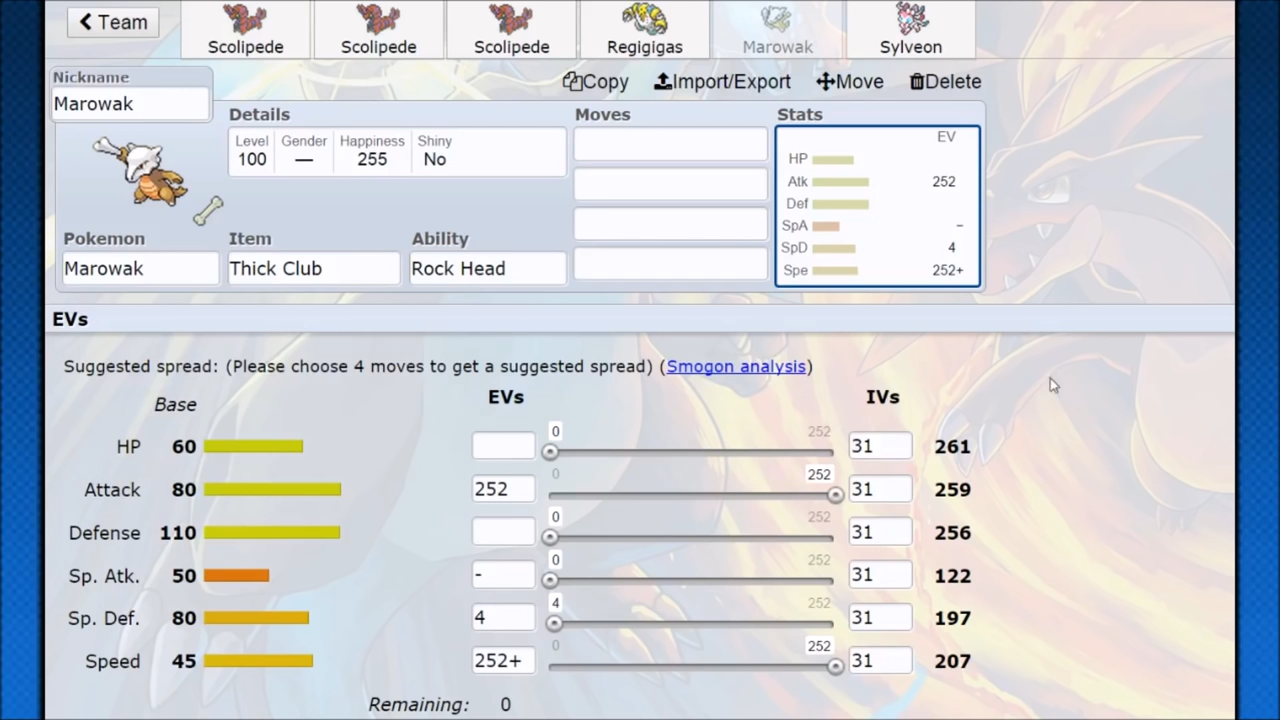 Team
Scolipede Scolipede Scolipede Regigigas Marowak Sylveon
Nickname
Marowak
Copy Import/Export Move Delete
Details
Level Gender Happiness Shiny
100 — 255 No
Pokemon Item Ability
Marowak Thick Club Rock Head
Moves
Stats
EV
HP
Atk 252
Def
SpA –
SpD 4
Spe 252+
EVs
Suggested spread: (Please choose 4 moves to get a suggested spread) (Smogon analysis)
Base EVs IVs
HP 60 0 252 31 261
Attack 80 252 0 252 31 259
Defense 110 0 252 31 256
Sp. Atk. 50 - 0 252 31 122
Sp. Def. 80 4 4 252 31 197
Speed 45 252+ 0 252 31 207
Remaining: 0